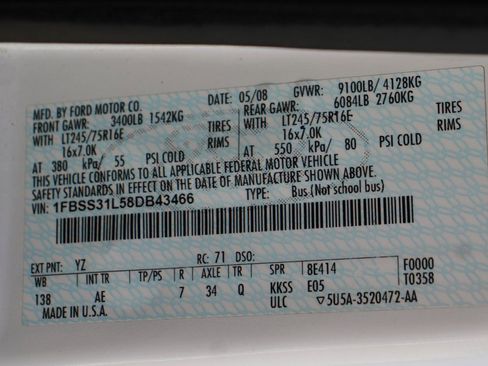 MFD. BY FORD MOTOR CO. DATE: 05/08 GVWR: 9100LB/ 4128KG
FRONT GAWR: 3400LB 1542KG REAR GAWR: 6084LB 2760KG
WITH LT245/75R16E TIRES WITH LT245/75R16E TIRES
16x7.0K RIMS 16x7.0K RIMS
AT 380 kPa/ 55 PSI COLD AT 550 kPa/ 80 PSI COLD
THIS VEHICLE CONFORMS TO ALL APPLICABLE FEDERAL MOTOR VEHICLE
SAFETY STANDARDS IN EFFECT ON THE DATE OF MANUFACTURE SHOWN ABOVE.
VIN: 1FBSS31L58DB43466 TYPE: Bus (Not school bus)
EXT PNT: YZ RC: 71 DSO:
WB INT TR TP/PS R AXLE TR SPR 8E414 F0000
138 AE 7 34 Q KKSS E05 T0358
MADE IN U.S.A. ULC ▽5U5A-3520472-AA